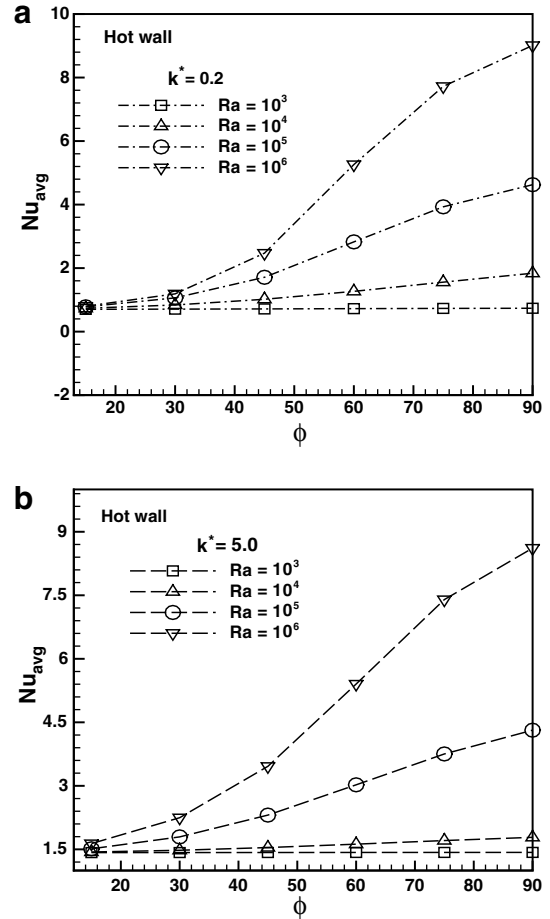 a
Hot wall
k* = 0.2
Ra = 10³
Ra = 10⁴
Ra = 10⁵
Ra = 10⁶
Nu_avg
10
8
6
4
2
0
-2
20 30 40 50 60 70 80 90
ϕ
b
Hot wall
k* = 5.0
Ra = 10³
Ra = 10⁴
Ra = 10⁵
Ra = 10⁶
Nu_avg
9
7.5
6
4.5
3
1.5
20 30 40 50 60 70 80 90
ϕ